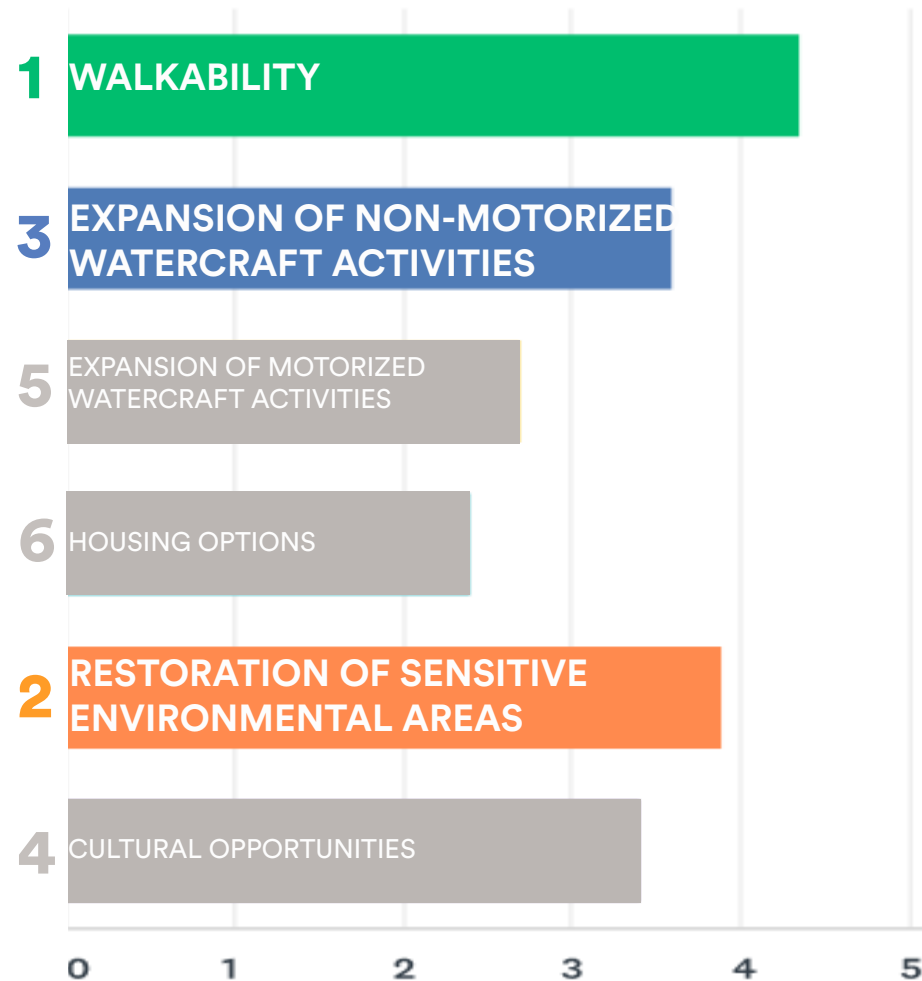 1 WALKABILITY
3 EXPANSION OF NON-MOTORIZED
WATERCRAFT ACTIVITIES
5 EXPANSION OF MOTORIZED
WATERCRAFT ACTIVITIES
6 HOUSING OPTIONS
2 RESTORATION OF SENSITIVE
ENVIRONMENTAL AREAS
4 CULTURAL OPPORTUNITIES
0 1 2 3 4 5